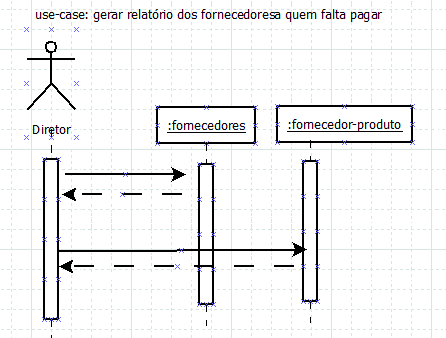 use-case: gerar relatório dos fornecedoresa quem falta pagar
Diretor
:fornecedores
:fornecedor-produto